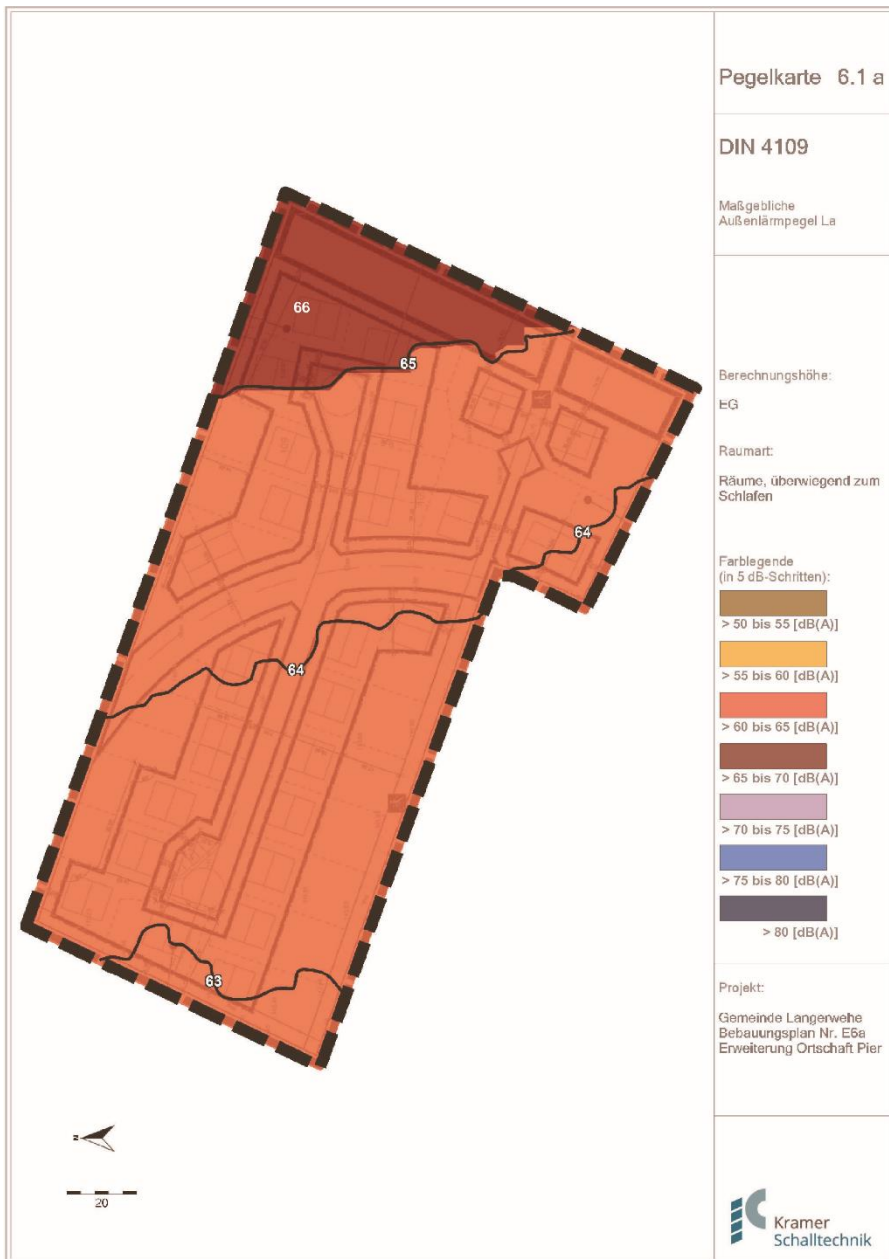 Pegelkarte 6.1 a
DIN 4109
Maßgebliche
Außenlärmpegel La
Berechnungshöhe:
EG
Raumart:
Räume, überwiegend zum
Schlafen
Farblegende
(in 5 dB-Schritten):
> 50 bis 55 [dB(A)]
> 55 bis 60 [dB(A)]
> 60 bis 65 [dB(A)]
> 65 bis 70 [dB(A)]
> 70 bis 75 [dB(A)]
> 75 bis 80 [dB(A)]
> 80 [dB(A)]
Projekt:
Gemeinde Langerwehe
Bebauungsplan Nr. E6a
Erweiterung Ortschaft Pier
Kramer
Schalltechnik
66
65
64
64
63
N
20